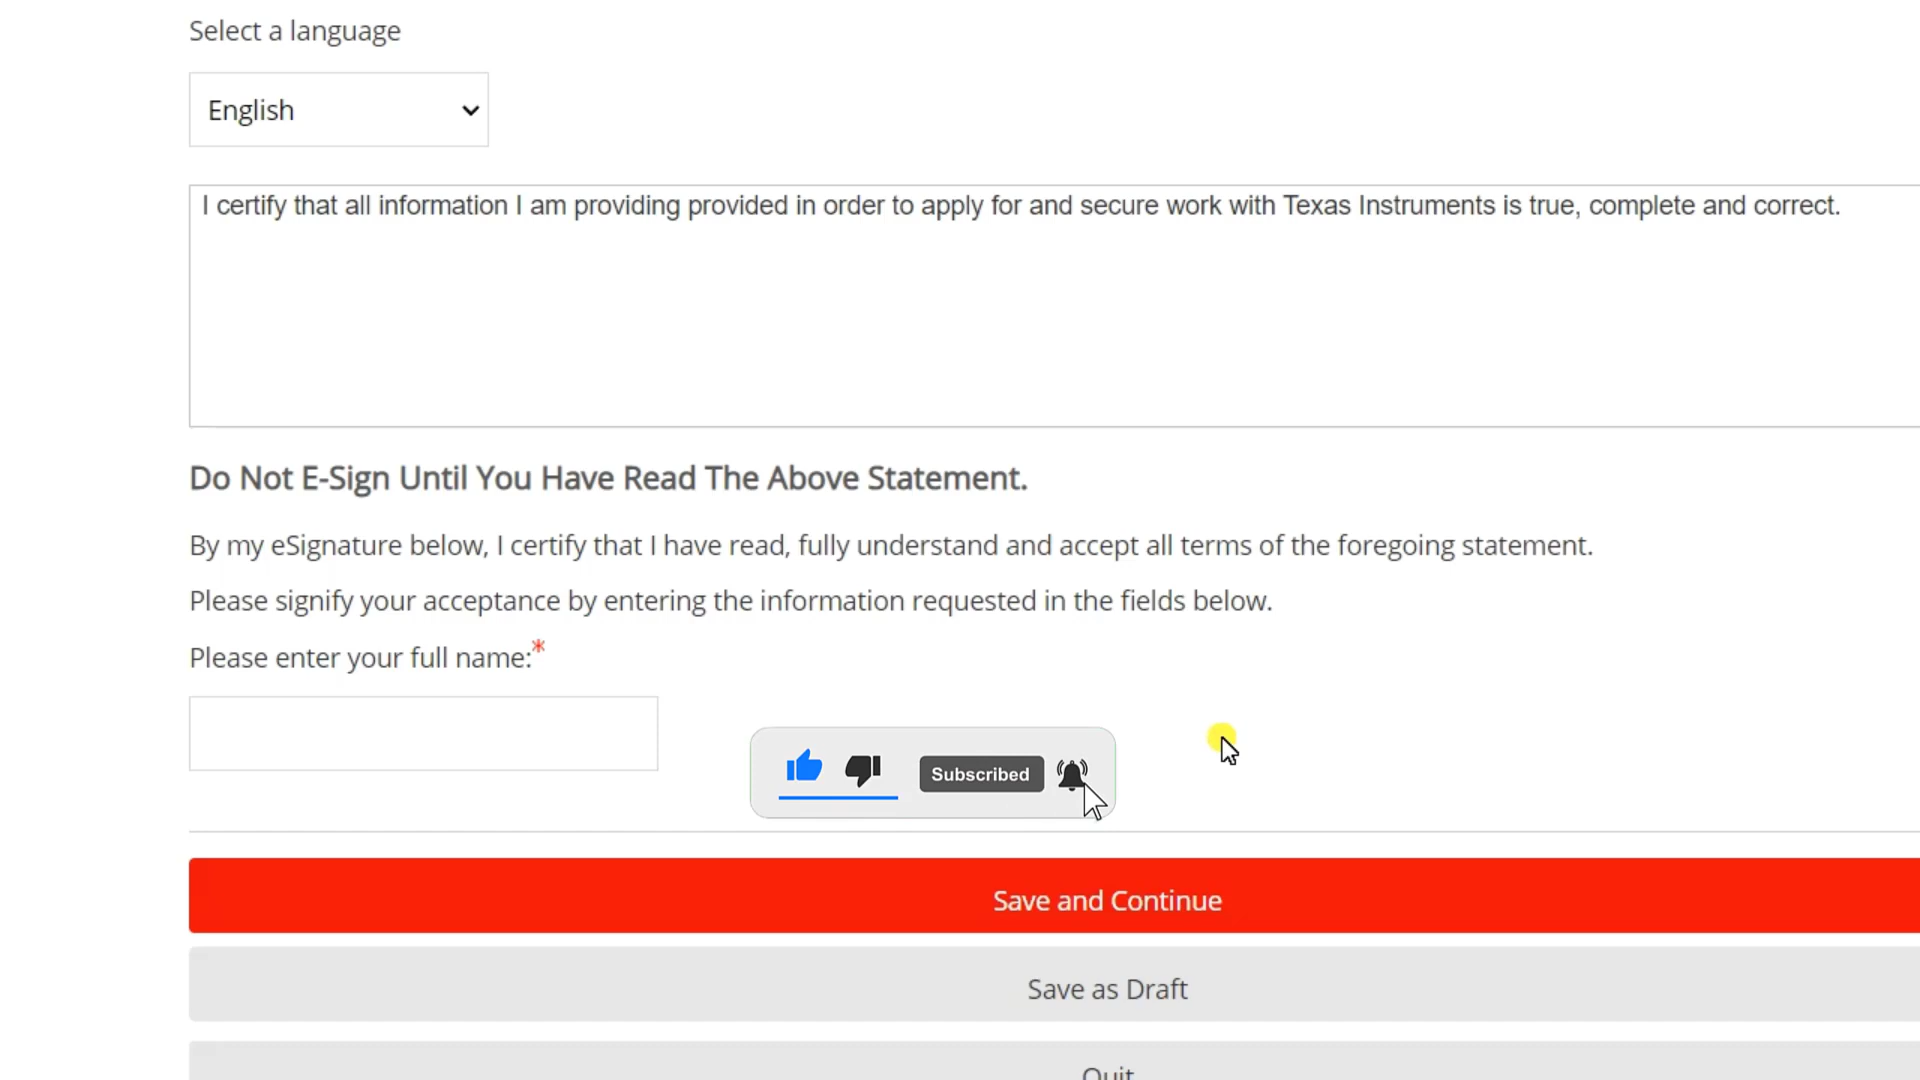 Select a language
English
I certify that all information I am providing provided in order to apply for and secure work with Texas Instruments is true, complete and correct.
Do Not E-Sign Until You Have Read The Above Statement.
By my eSignature below, I certify that I have read, fully understand and accept all terms of the foregoing statement.
Please signify your acceptance by entering the information requested in the fields below.
Please enter your full name:*
Subscribed
Save and Continue
Save as Draft
Quit